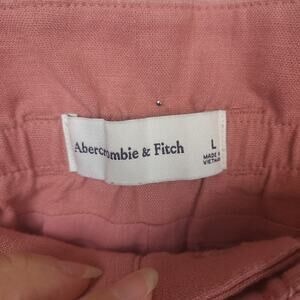 Abercrombie & Fitch
L
MADE IN
VIETNAM